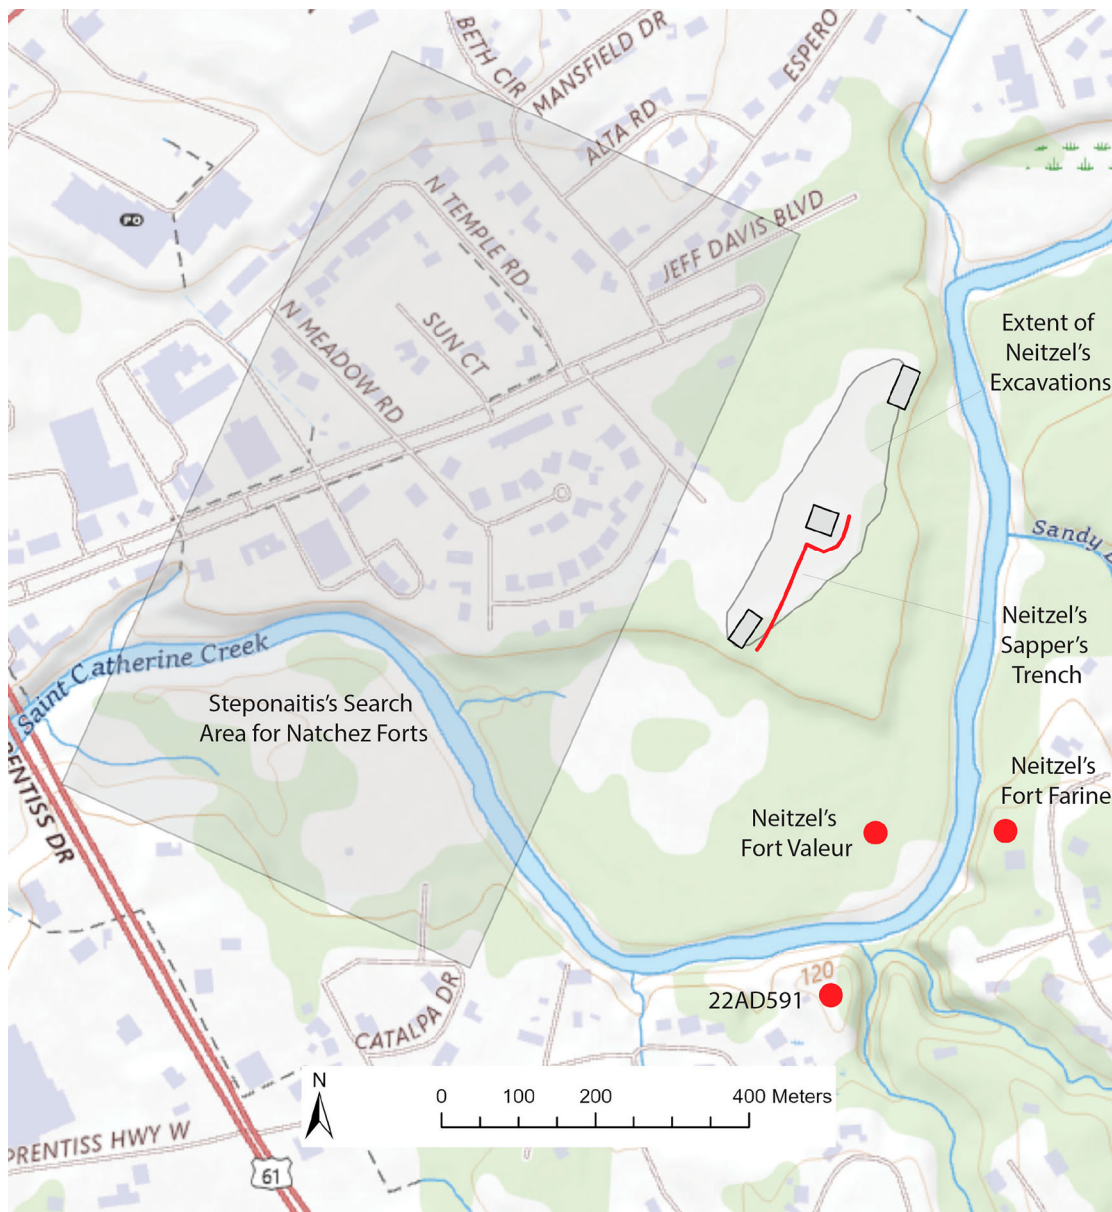 BETH CIR
MANSFIELD DR
ESPERO
ALTA RD
N TEMPLE RD
JEFF DAVIS BLVD
PO
N MEADOW RD
SUN CT
Extent of
Neitzel's
Excavations
Sandy
Neitzel's
Sapper's
Trench
Saint Catherine Creek
Steponaitis's Search
Area for Natchez Forts
ENTISS DR
Neitzel's
Fort Farine
Neitzel's
Fort Valeur
120
22AD591
CATALPA DR
N
0 100 200 400 Meters
PRENTISS HWY W
61